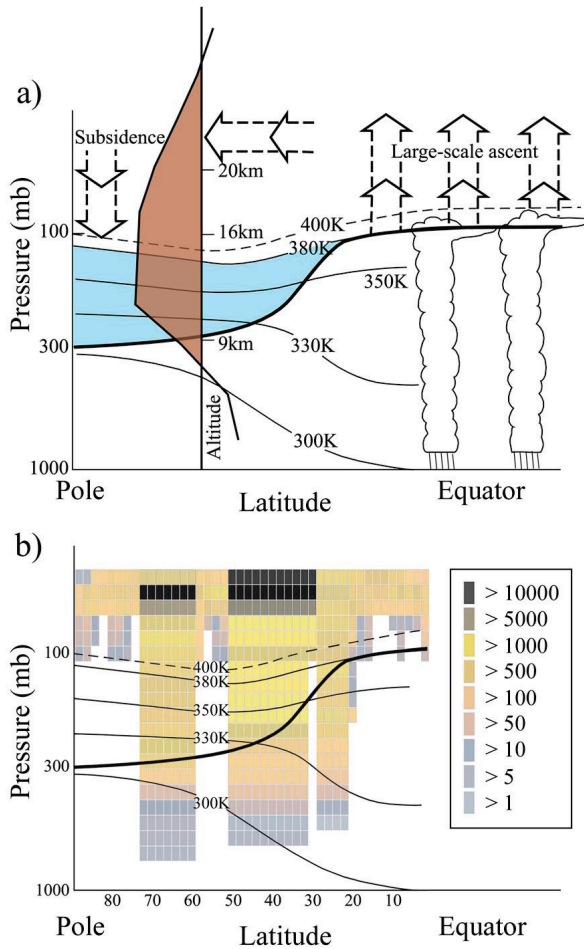 a)
Subsidence
Large-scale ascent
20km
100
16km
400K
380K
350K
Pressure (mb)
300
9km
330K
Altitude
300K
1000
Pole
Latitude
Equator
b)
> 10000
> 5000
> 1000
> 500
> 100
> 50
> 10
> 5
> 1
100
400K
380K
350K
Pressure (mb)
330K
300
300K
1000
80 70 60 50 40 30 20 10
Pole
Latitude
Equator